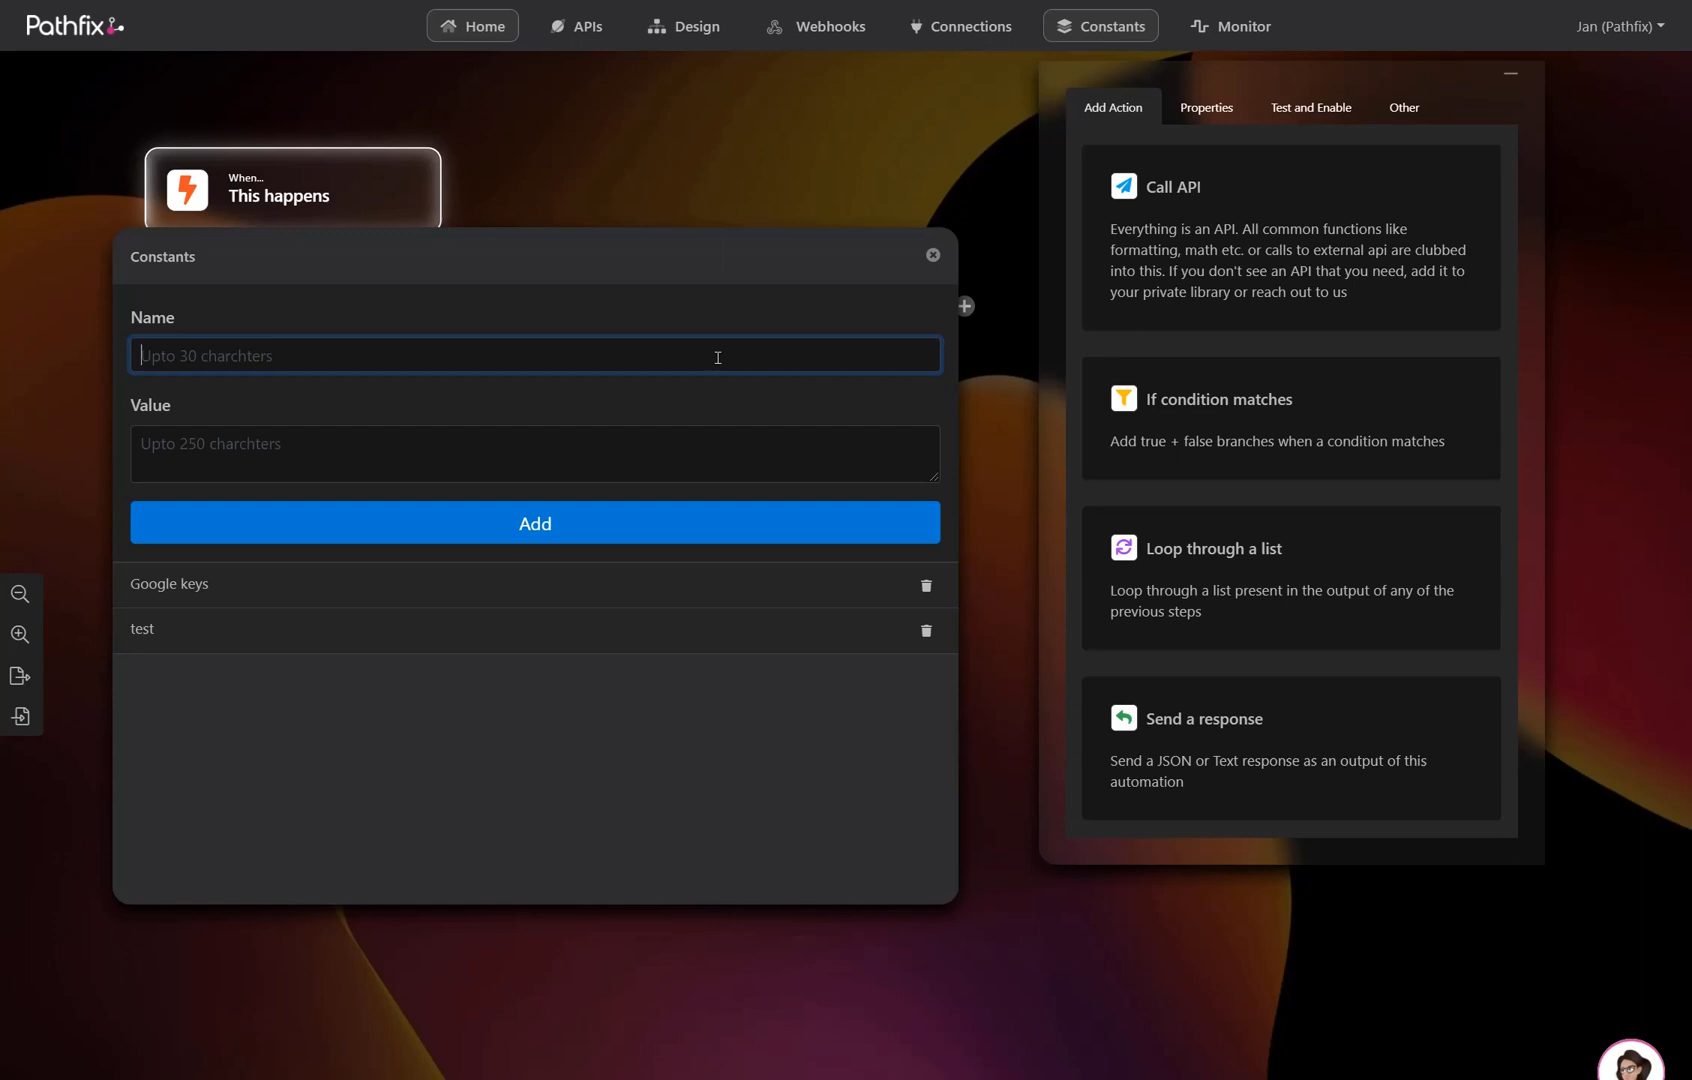 Pathfix
Home
APIs
Design
Webhooks
Connections
Constants
Monitor
Jan (Pathfix)
When...
This happens
Constants
Name
Upto 30 charchters
Value
Upto 250 charchters
Add
Google keys
test
Add Action
Properties
Test and Enable
Other
Call API
Everything is an API. All common functions like
formatting, math etc. or calls to external api are clubbed
into this. If you don't see an API that you need, add it to
your private library or reach out to us
If condition matches
Add true + false branches when a condition matches
Loop through a list
Loop through a list present in the output of any of the
previous steps
Send a response
Send a JSON or Text response as an output of this
automation